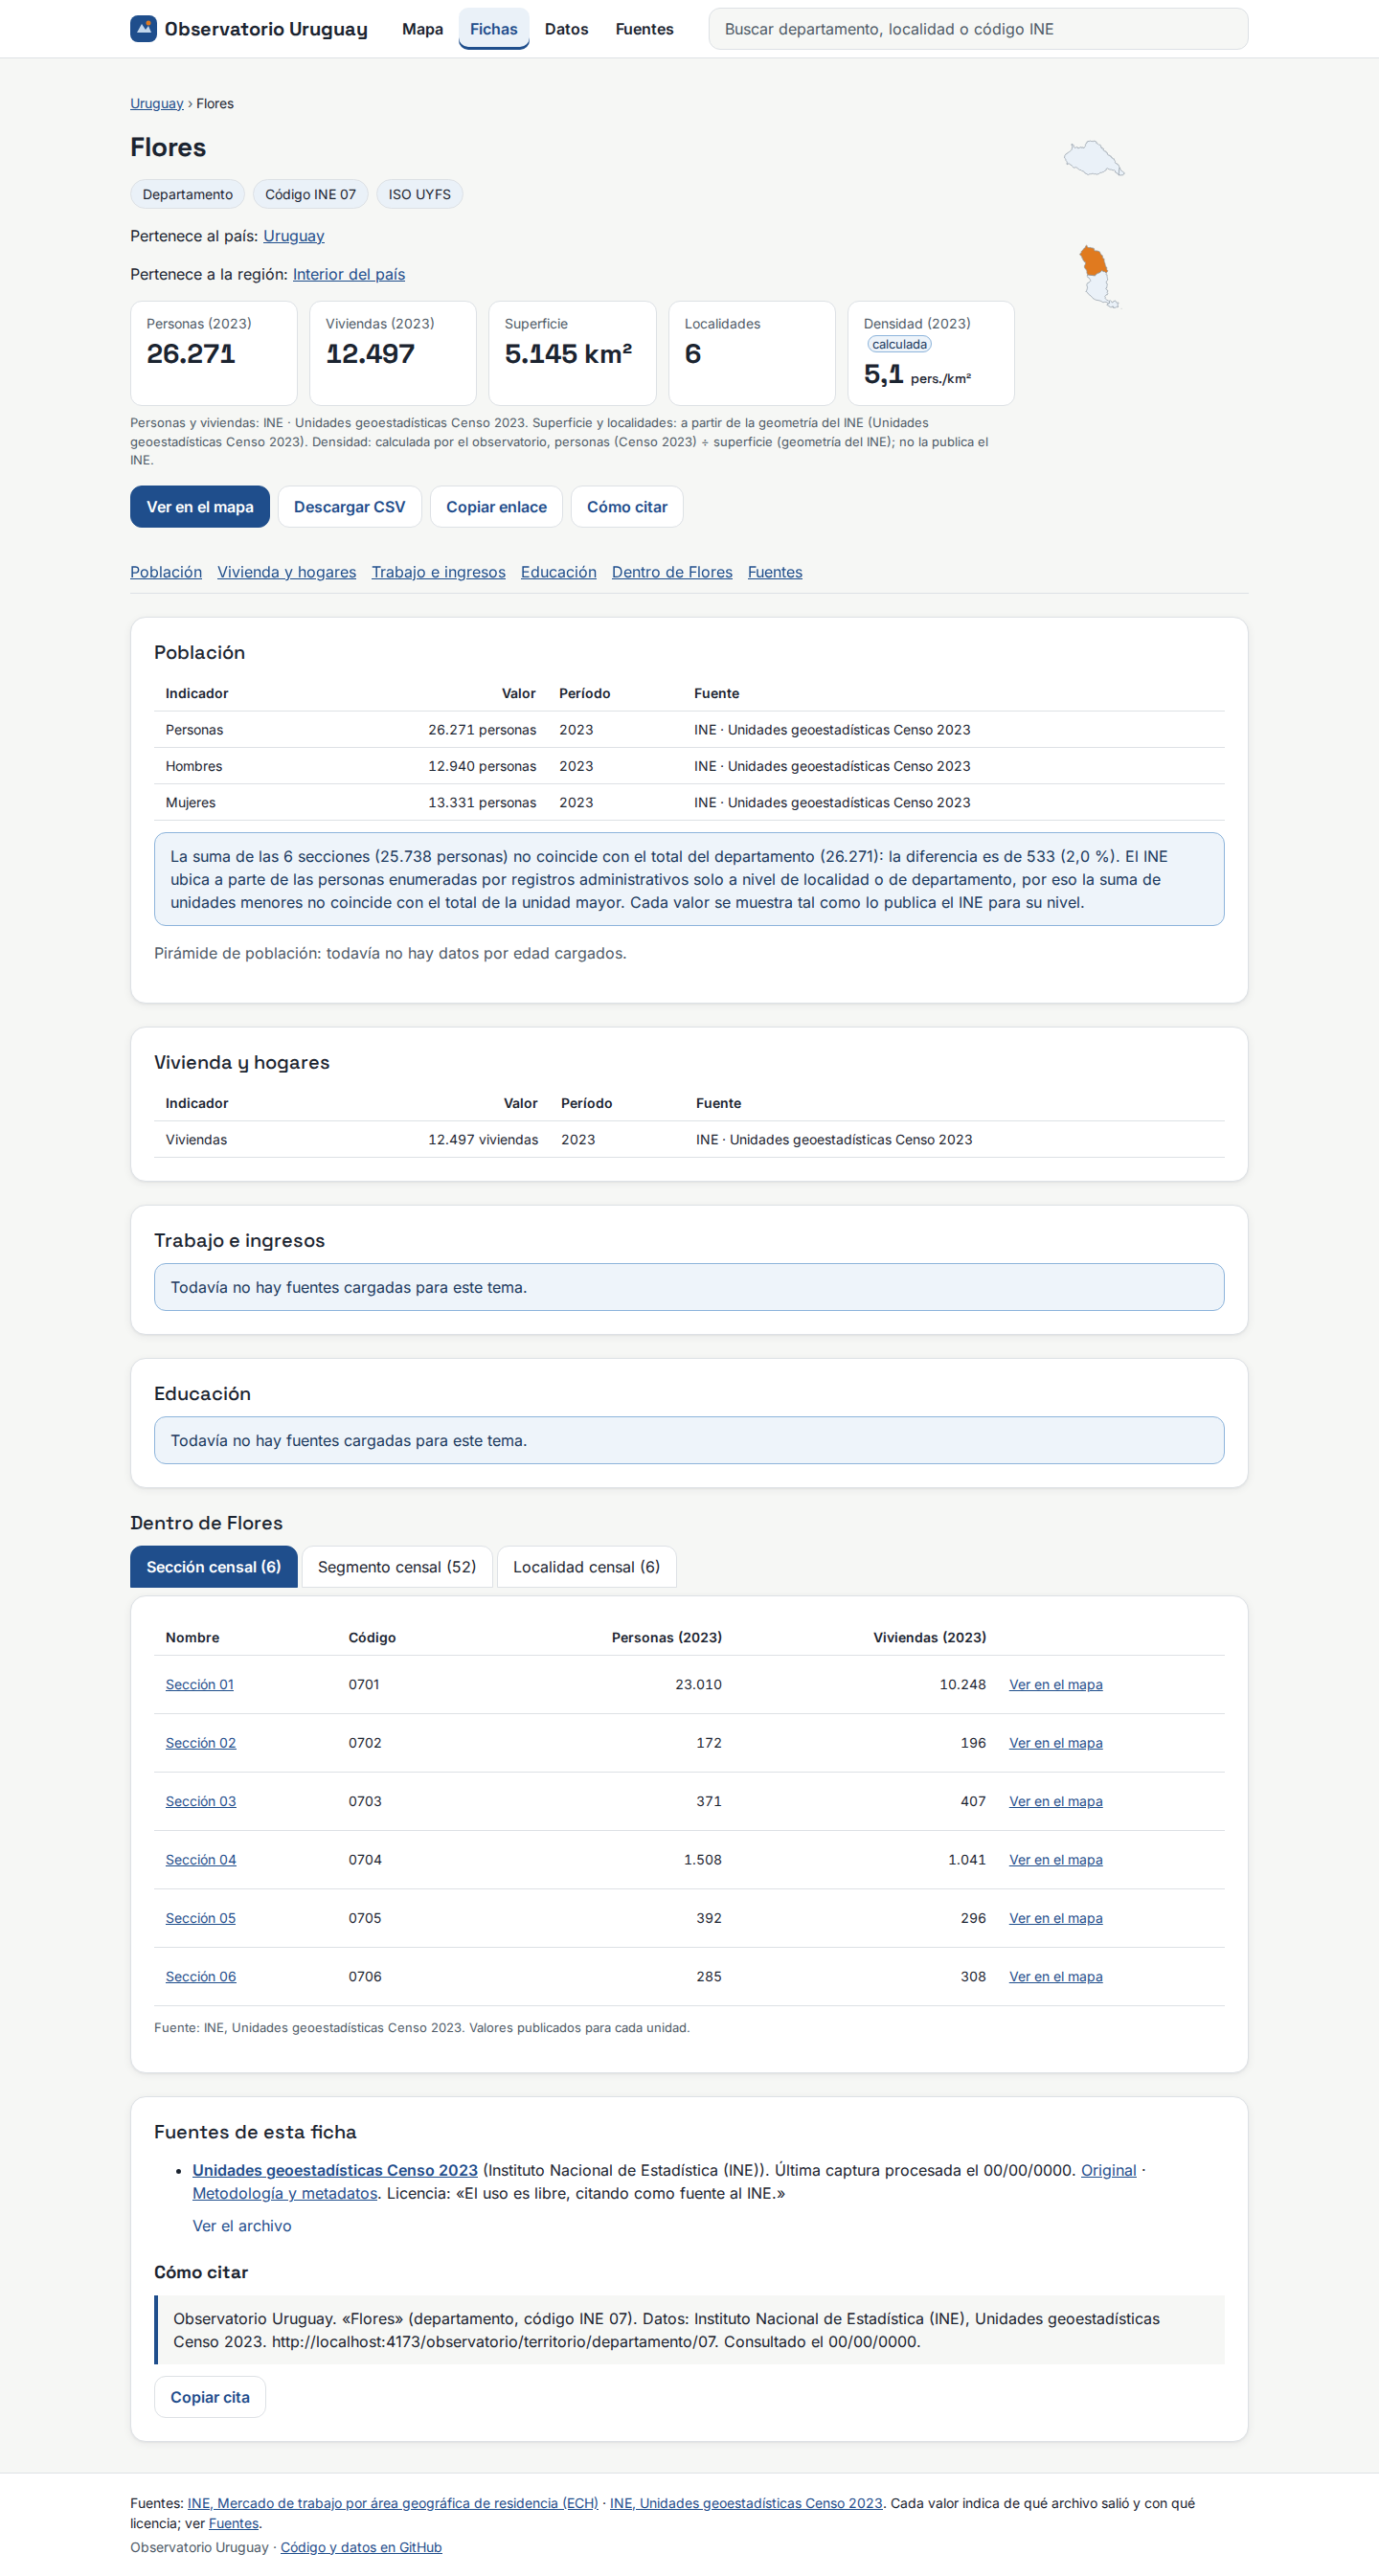 Observatorio Uruguay
Mapa
Fichas
Datos
Fuentes
Buscar departamento, localidad o código INE
Uruguay › Flores
Flores
Departamento
Código INE 07
ISO UYFS
Pertenece al país: Uruguay
Pertenece a la región: Interior del país
Personas (2023)
26.271
Viviendas (2023)
12.497
Superficie
5.145 km²
Localidades
6
Densidad (2023)
calculada
5,1 pers./km²
Personas y viviendas: INE · Unidades geoestadísticas Censo 2023. Superficie y localidades: a partir de la geometría del INE (Unidades
geoestadísticas Censo 2023). Densidad: calculada por el observatorio, personas (Censo 2023) ÷ superficie (geometría del INE); no la publica el
INE.
Ver en el mapa
Descargar CSV
Copiar enlace
Cómo citar
Población Vivienda y hogares Trabajo e ingresos Educación Dentro de Flores Fuentes
Población
Indicador Valor Período Fuente
Personas 26.271 personas 2023 INE · Unidades geoestadísticas Censo 2023
Hombres 12.940 personas 2023 INE · Unidades geoestadísticas Censo 2023
Mujeres 13.331 personas 2023 INE · Unidades geoestadísticas Censo 2023
La suma de las 6 secciones (25.738 personas) no coincide con el total del departamento (26.271): la diferencia es de 533 (2,0 %). El INE
ubica a parte de las personas enumeradas por registros administrativos solo a nivel de localidad o de departamento, por eso la suma de
unidades menores no coincide con el total de la unidad mayor. Cada valor se muestra tal como lo publica el INE para su nivel.
Pirámide de población: todavía no hay datos por edad cargados.
Vivienda y hogares
Indicador Valor Período Fuente
Viviendas 12.497 viviendas 2023 INE · Unidades geoestadísticas Censo 2023
Trabajo e ingresos
Todavía no hay fuentes cargadas para este tema.
Educación
Todavía no hay fuentes cargadas para este tema.
Dentro de Flores
Sección censal (6)
Segmento censal (52)
Localidad censal (6)
Nombre Código Personas (2023) Viviendas (2023)
Sección 01 0701 23.010 10.248 Ver en el mapa
Sección 02 0702 172 196 Ver en el mapa
Sección 03 0703 371 407 Ver en el mapa
Sección 04 0704 1.508 1.041 Ver en el mapa
Sección 05 0705 392 296 Ver en el mapa
Sección 06 0706 285 308 Ver en el mapa
Fuente: INE, Unidades geoestadísticas Censo 2023. Valores publicados para cada unidad.
Fuentes de esta ficha
• Unidades geoestadísticas Censo 2023 (Instituto Nacional de Estadística (INE)). Última captura procesada el 00/00/0000. Original ·
Metodología y metadatos. Licencia: «El uso es libre, citando como fuente al INE.»
Ver el archivo
Cómo citar
Observatorio Uruguay. «Flores» (departamento, código INE 07). Datos: Instituto Nacional de Estadística (INE), Unidades geoestadísticas
Censo 2023. http://localhost:4173/observatorio/territorio/departamento/07. Consultado el 00/00/0000.
Copiar cita
Fuentes: INE, Mercado de trabajo por área geográfica de residencia (ECH) · INE, Unidades geoestadísticas Censo 2023. Cada valor indica de qué archivo salió y con qué
licencia; ver Fuentes.
Observatorio Uruguay · Código y datos en GitHub